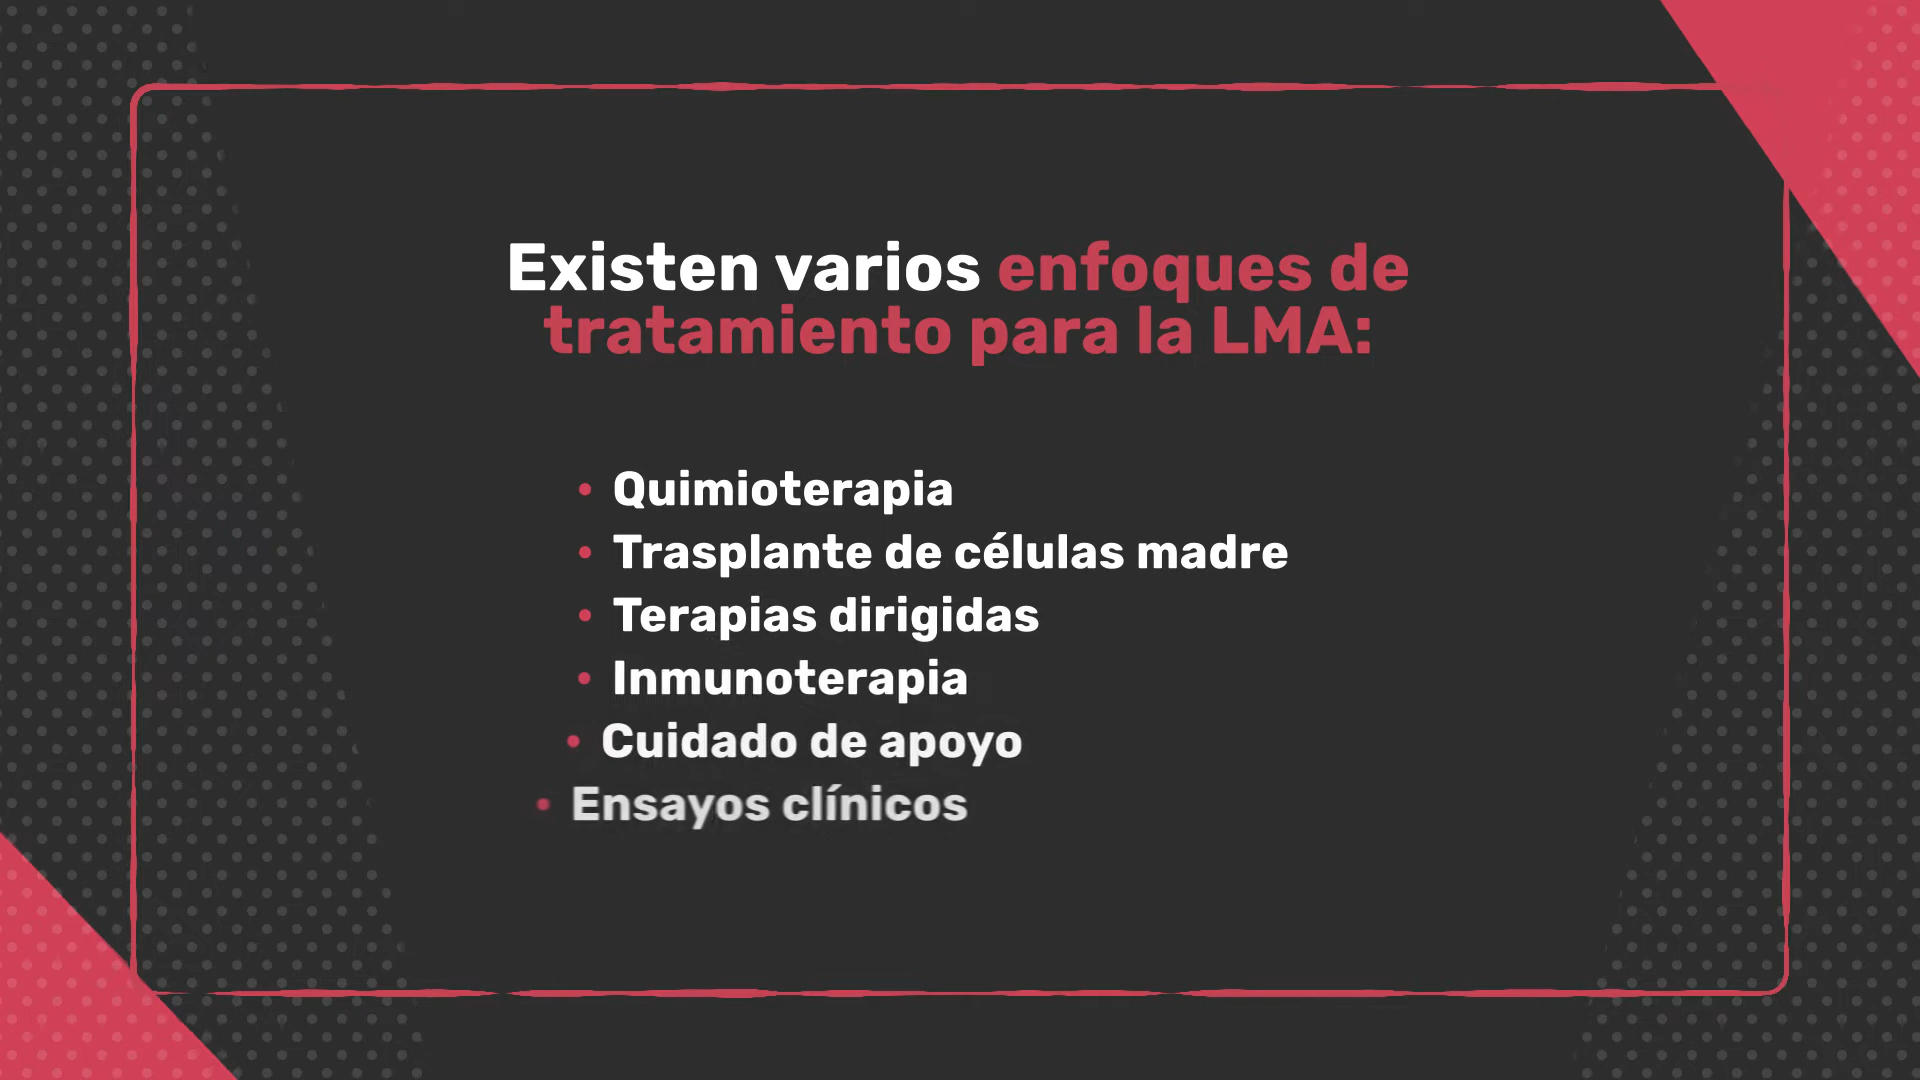 Existen varios enfoques de
tratamiento para la LMA:
• Quimioterapia
• Trasplante de células madre
• Terapias dirigidas
• Inmunoterapia
• Cuidado de apoyo
• Ensayos clínicos